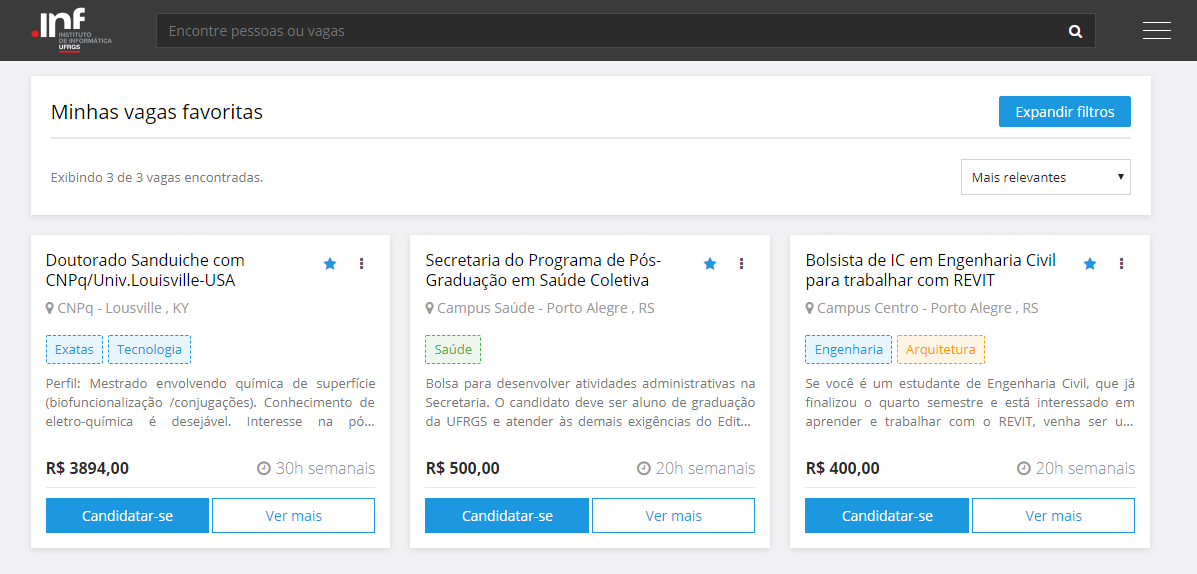 .ınf
INSTITUTO
DE INFORMÁTICA
UFRGS
Encontre pessoas ou vagas
Minhas vagas favoritas
Expandir filtros
Exibindo 3 de 3 vagas encontradas.
Mais relevantes
Doutorado Sanduiche com
CNPq/Univ.Louisville-USA
CNPq - Lousville , KY
Exatas
Tecnologia
Perfil: Mestrado envolvendo química de superfície
(biofuncionalização /conjugações). Conhecimento de
eletro-química é desejável. Interesse na pó...
R$ 3894,00
30h semanais
Candidatar-se
Ver mais
Secretaria do Programa de Pós-
Graduação em Saúde Coletiva
Campus Saúde - Porto Alegre , RS
Saúde
Bolsa para desenvolver atividades administrativas na
Secretaria. O candidato deve ser aluno de graduação
da UFRGS e atender às demais exigências do Edit...
R$ 500,00
20h semanais
Candidatar-se
Ver mais
Bolsista de IC em Engenharia Civil
para trabalhar com REVIT
Campus Centro - Porto Alegre , RS
Engenharia
Arquitetura
Se você é um estudante de Engenharia Civil, que já
finalizou o quarto semestre e está interessado em
aprender e trabalhar com o REVIT, venha ser u...
R$ 400,00
20h semanais
Candidatar-se
Ver mais